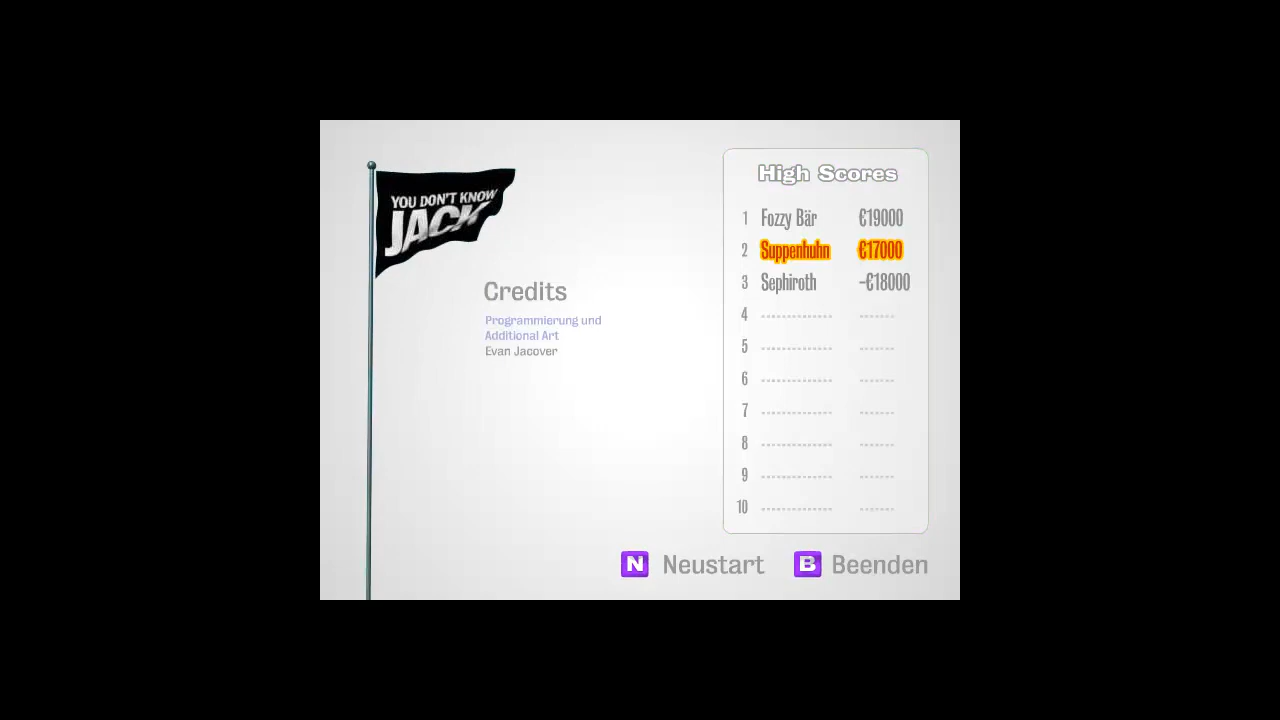 YOU DON'T KNOW
JACK
Credits
Programmierung und
Additional Art
Evan Jacover
High Scores
1 Fozzy Bär €19000
2 Suppenhuhn €17000
3 Sephiroth -€18000
4 ------------- -------
5 ------------- -------
6 ------------- -------
7 ------------- -------
8 ------------- -------
9 ------------- -------
10 ------------- -------
N Neustart B Beenden